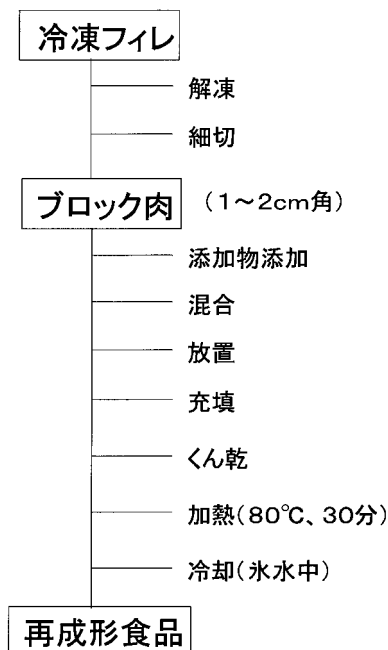 冷凍フィレ
解凍
細切
ブロック肉 (1~2cm角)
添加物添加
混合
放置
充填
くん乾
加熱(80℃、30分)
冷却(氷水中)
再成形食品